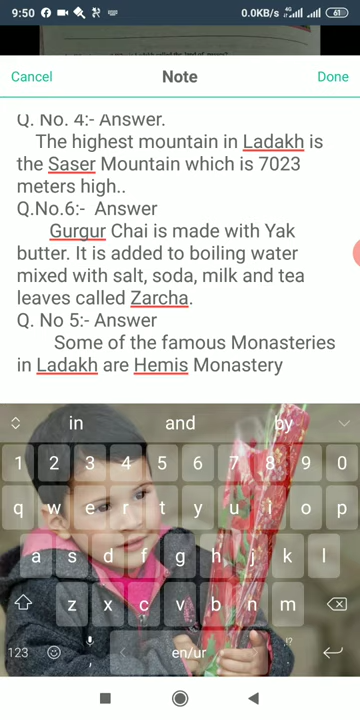 9:50
0.0KB/s 4G 61
Cancel Note Done
Q. No. 4:- Answer.
The highest mountain in Ladakh is
the Saser Mountain which is 7023
meters high..
Q.No.6:- Answer
Gurgur Chai is made with Yak
butter. It is added to boiling water
mixed with salt, soda, milk and tea
leaves called Zarcha.
Q. No 5:- Answer
Some of the famous Monasteries
in Ladakh are Hemis Monastery
in and by
1 2 3 4 5 6 7 8 9 0
q w e r t y u i o p
a s d f g h j k l
z x c v b n m
123 , en/ur .!?